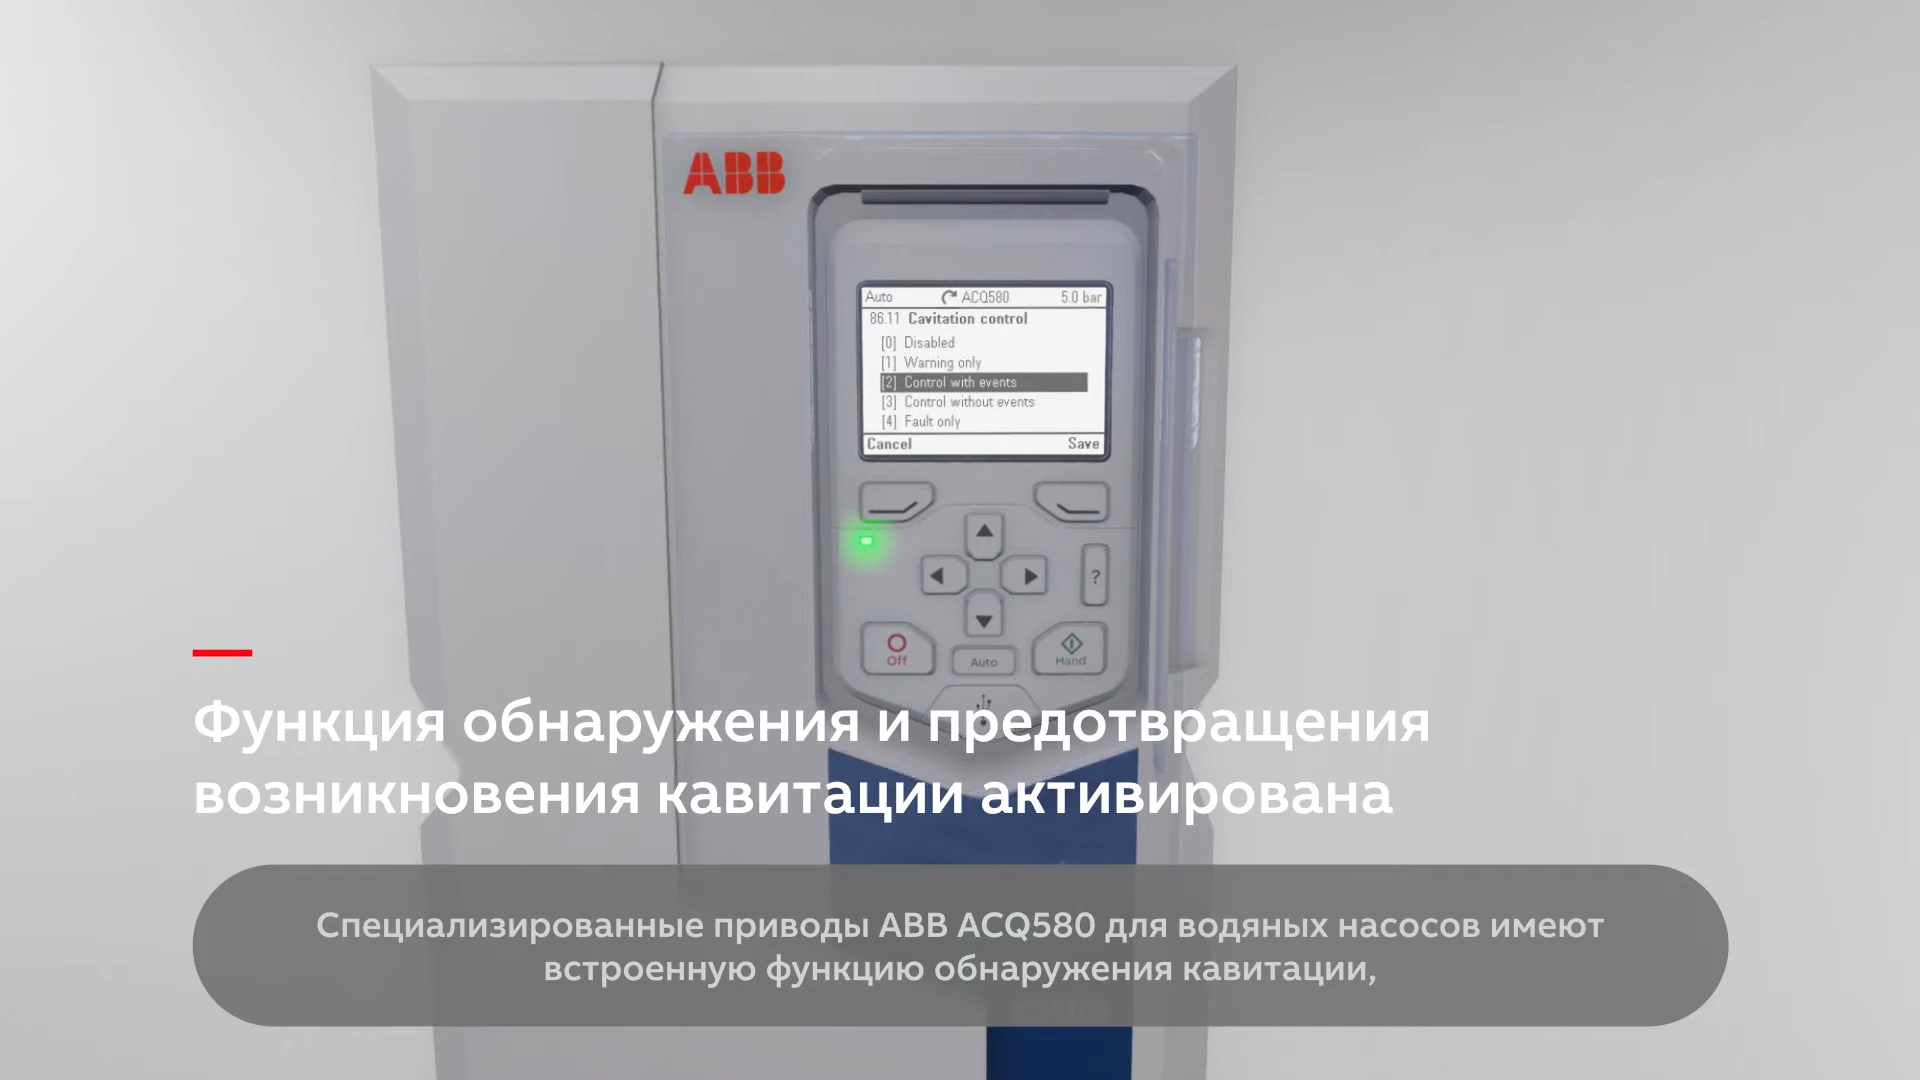 ABB
Auto ACQ580 5.0 bar
86.11 Cavitation control
[0] Disabled
[1] Warning only
[2] Control with events
[3] Control without events
[4] Fault only
Cancel Save
?
Off Auto Hand
Функция обнаружения и предотвращения
возникновения кавитации активирована
Специализированные приводы ABB ACQ580 для водяных насосов имеют
встроенную функцию обнаружения кавитации,